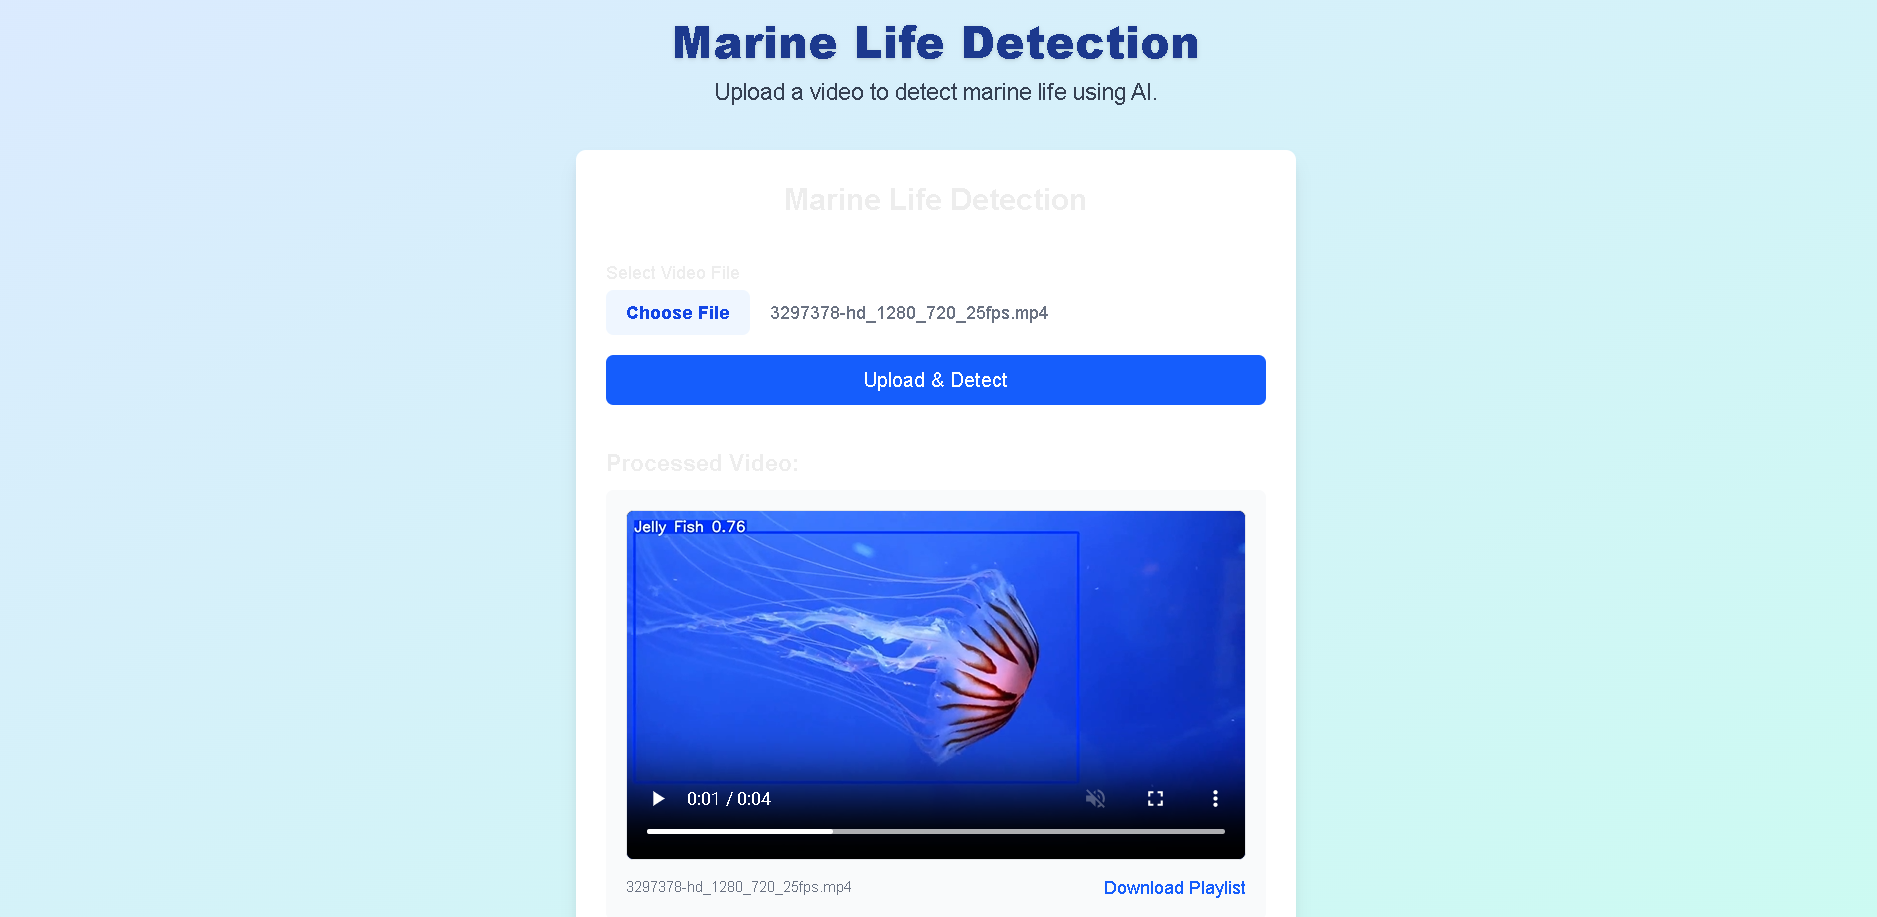 Marine Life Detection
Upload a video to detect marine life using AI.
Marine Life Detection
Select Video File
Choose File 3297378-hd_1280_720_25fps.mp4
Upload & Detect
Processed Video:
Jelly Fish 0.76
0:01 / 0:04
3297378-hd_1280_720_25fps.mp4 Download Playlist